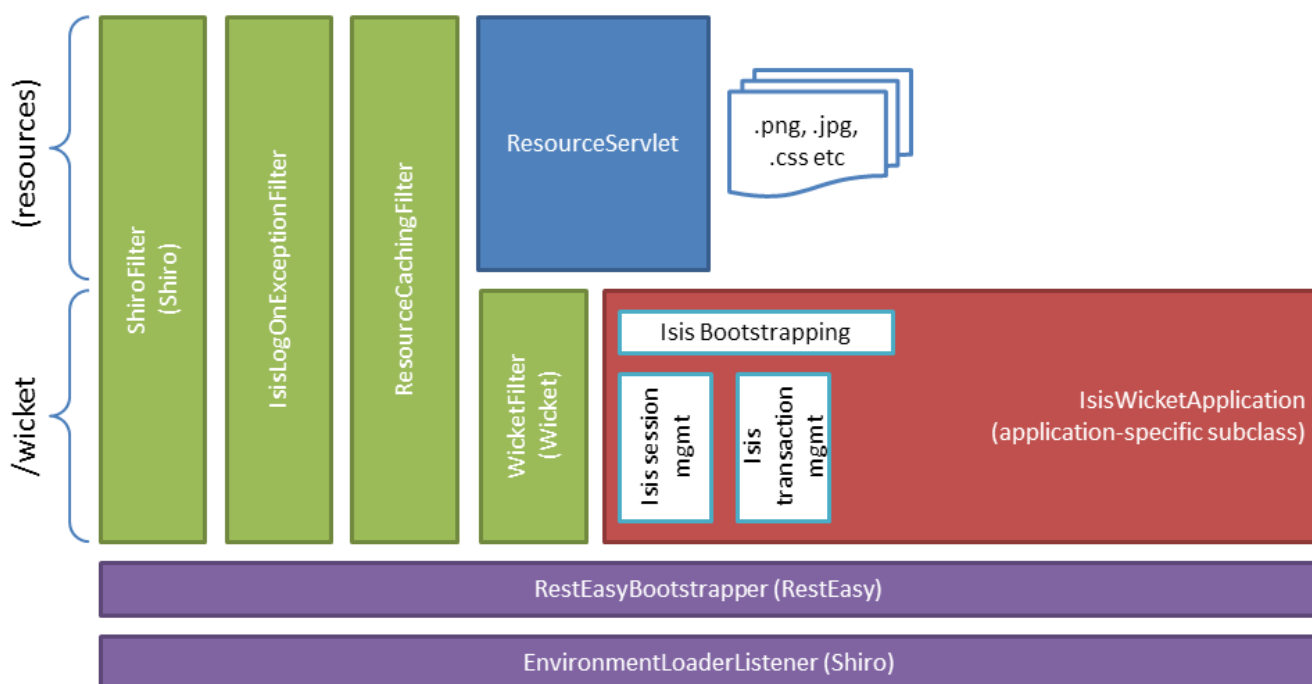 (resources)
/wicket
ShiroFilter
(Shiro)
IsisLogOnExceptionFilter
ResourceCachingFilter
ResourceServlet
.png, .jpg,
.css etc
WicketFilter
(Wicket)
Isis Bootstrapping
Isis session
mgmt
Isis
transaction
mgmt
IsisWicketApplication
(application-specific subclass)
RestEasyBootstrapper (RestEasy)
EnvironmentLoaderListener (Shiro)